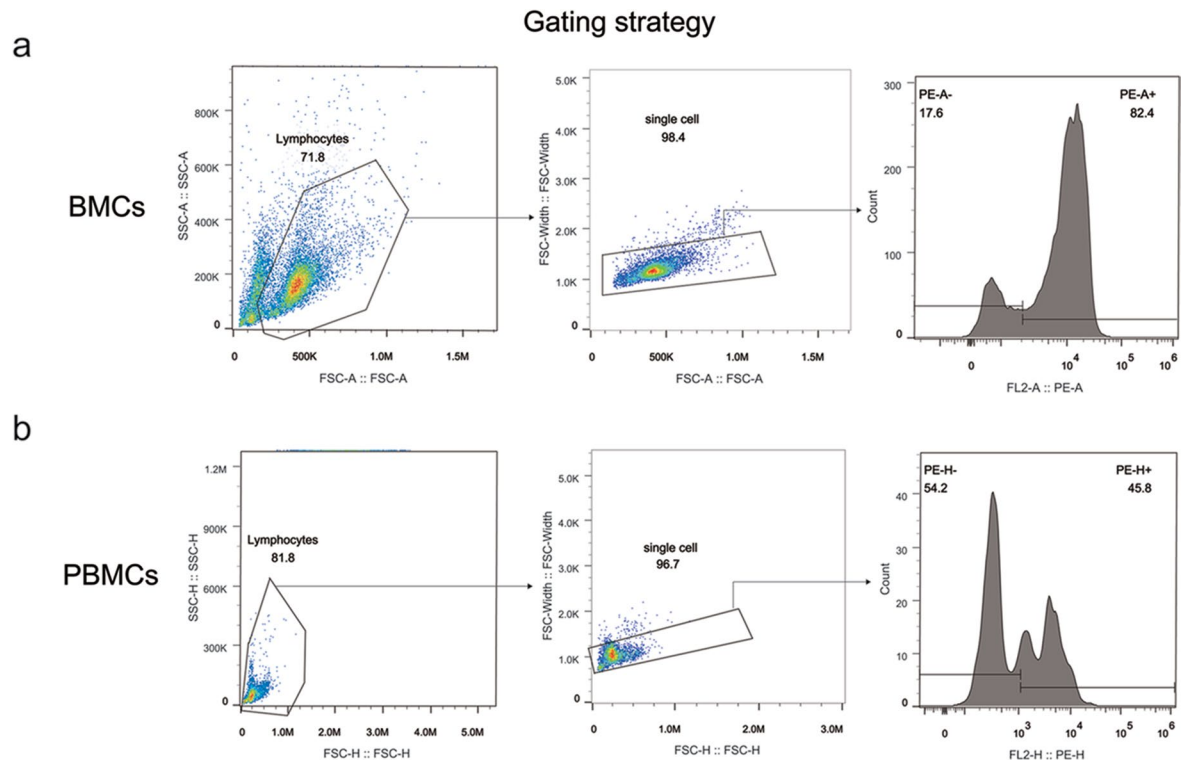 Gating strategy
a
BMCs
SSC-A :: SSC-A
800K
600K
400K
200K
0
Lymphocytes
71.8
0 500K 1.0M 1.5M
FSC-A :: FSC-A
FSC-Width :: FSC-Width
5.0K
4.0K
3.0K
2.0K
1.0K
0
single cell
98.4
0 500K 1.0M 1.5M
FSC-A :: FSC-A
Count
300
200
100
0
PE-A- PE-A+
17.6 82.4
0 10^4 10^5 10^6
FL2-A :: PE-A
b
PBMCs
SSC-H :: SSC-H
1.2M
900K
600K
300K
0
Lymphocytes
81.8
0 1.0M 2.0M 3.0M 4.0M 5.0M
FSC-H :: FSC-H
FSC-Width :: FSC-Width
5.0K
4.0K
3.0K
2.0K
1.0K
0
single cell
96.7
0 1.0M 2.0M 3.0M
FSC-H :: FSC-H
Count
40
30
20
10
0
PE-H- PE-H+
54.2 45.8
0 10^3 10^4 10^5 10^6
FL2-H :: PE-H